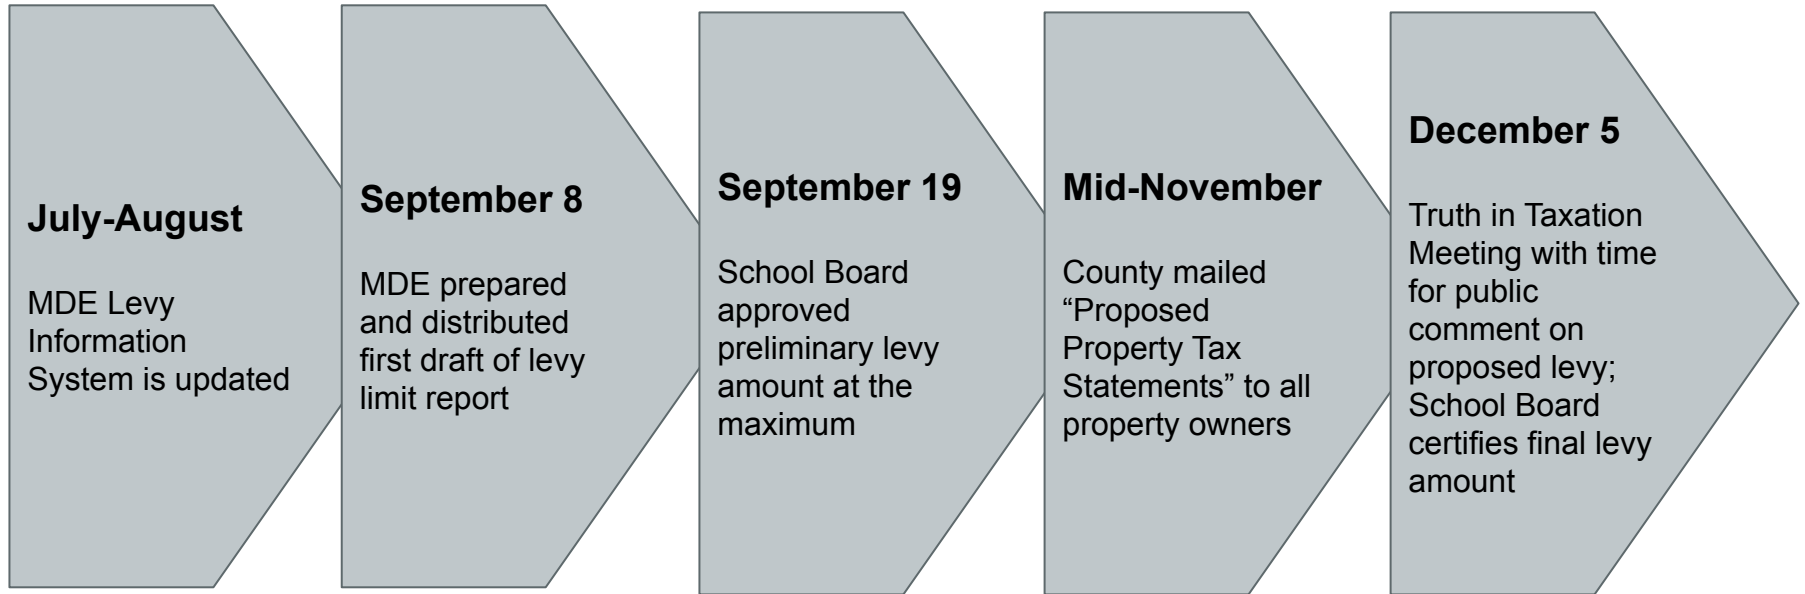 July-August
MDE Levy
Information
System is updated
September 8
MDE prepared
and distributed
first draft of levy
limit report
September 19
School Board
approved
preliminary levy
amount at the
maximum
Mid-November
County mailed
“Proposed
Property Tax
Statements” to all
property owners
December 5
Truth in Taxation
Meeting with time
for public
comment on
proposed levy;
School Board
certifies final levy
amount